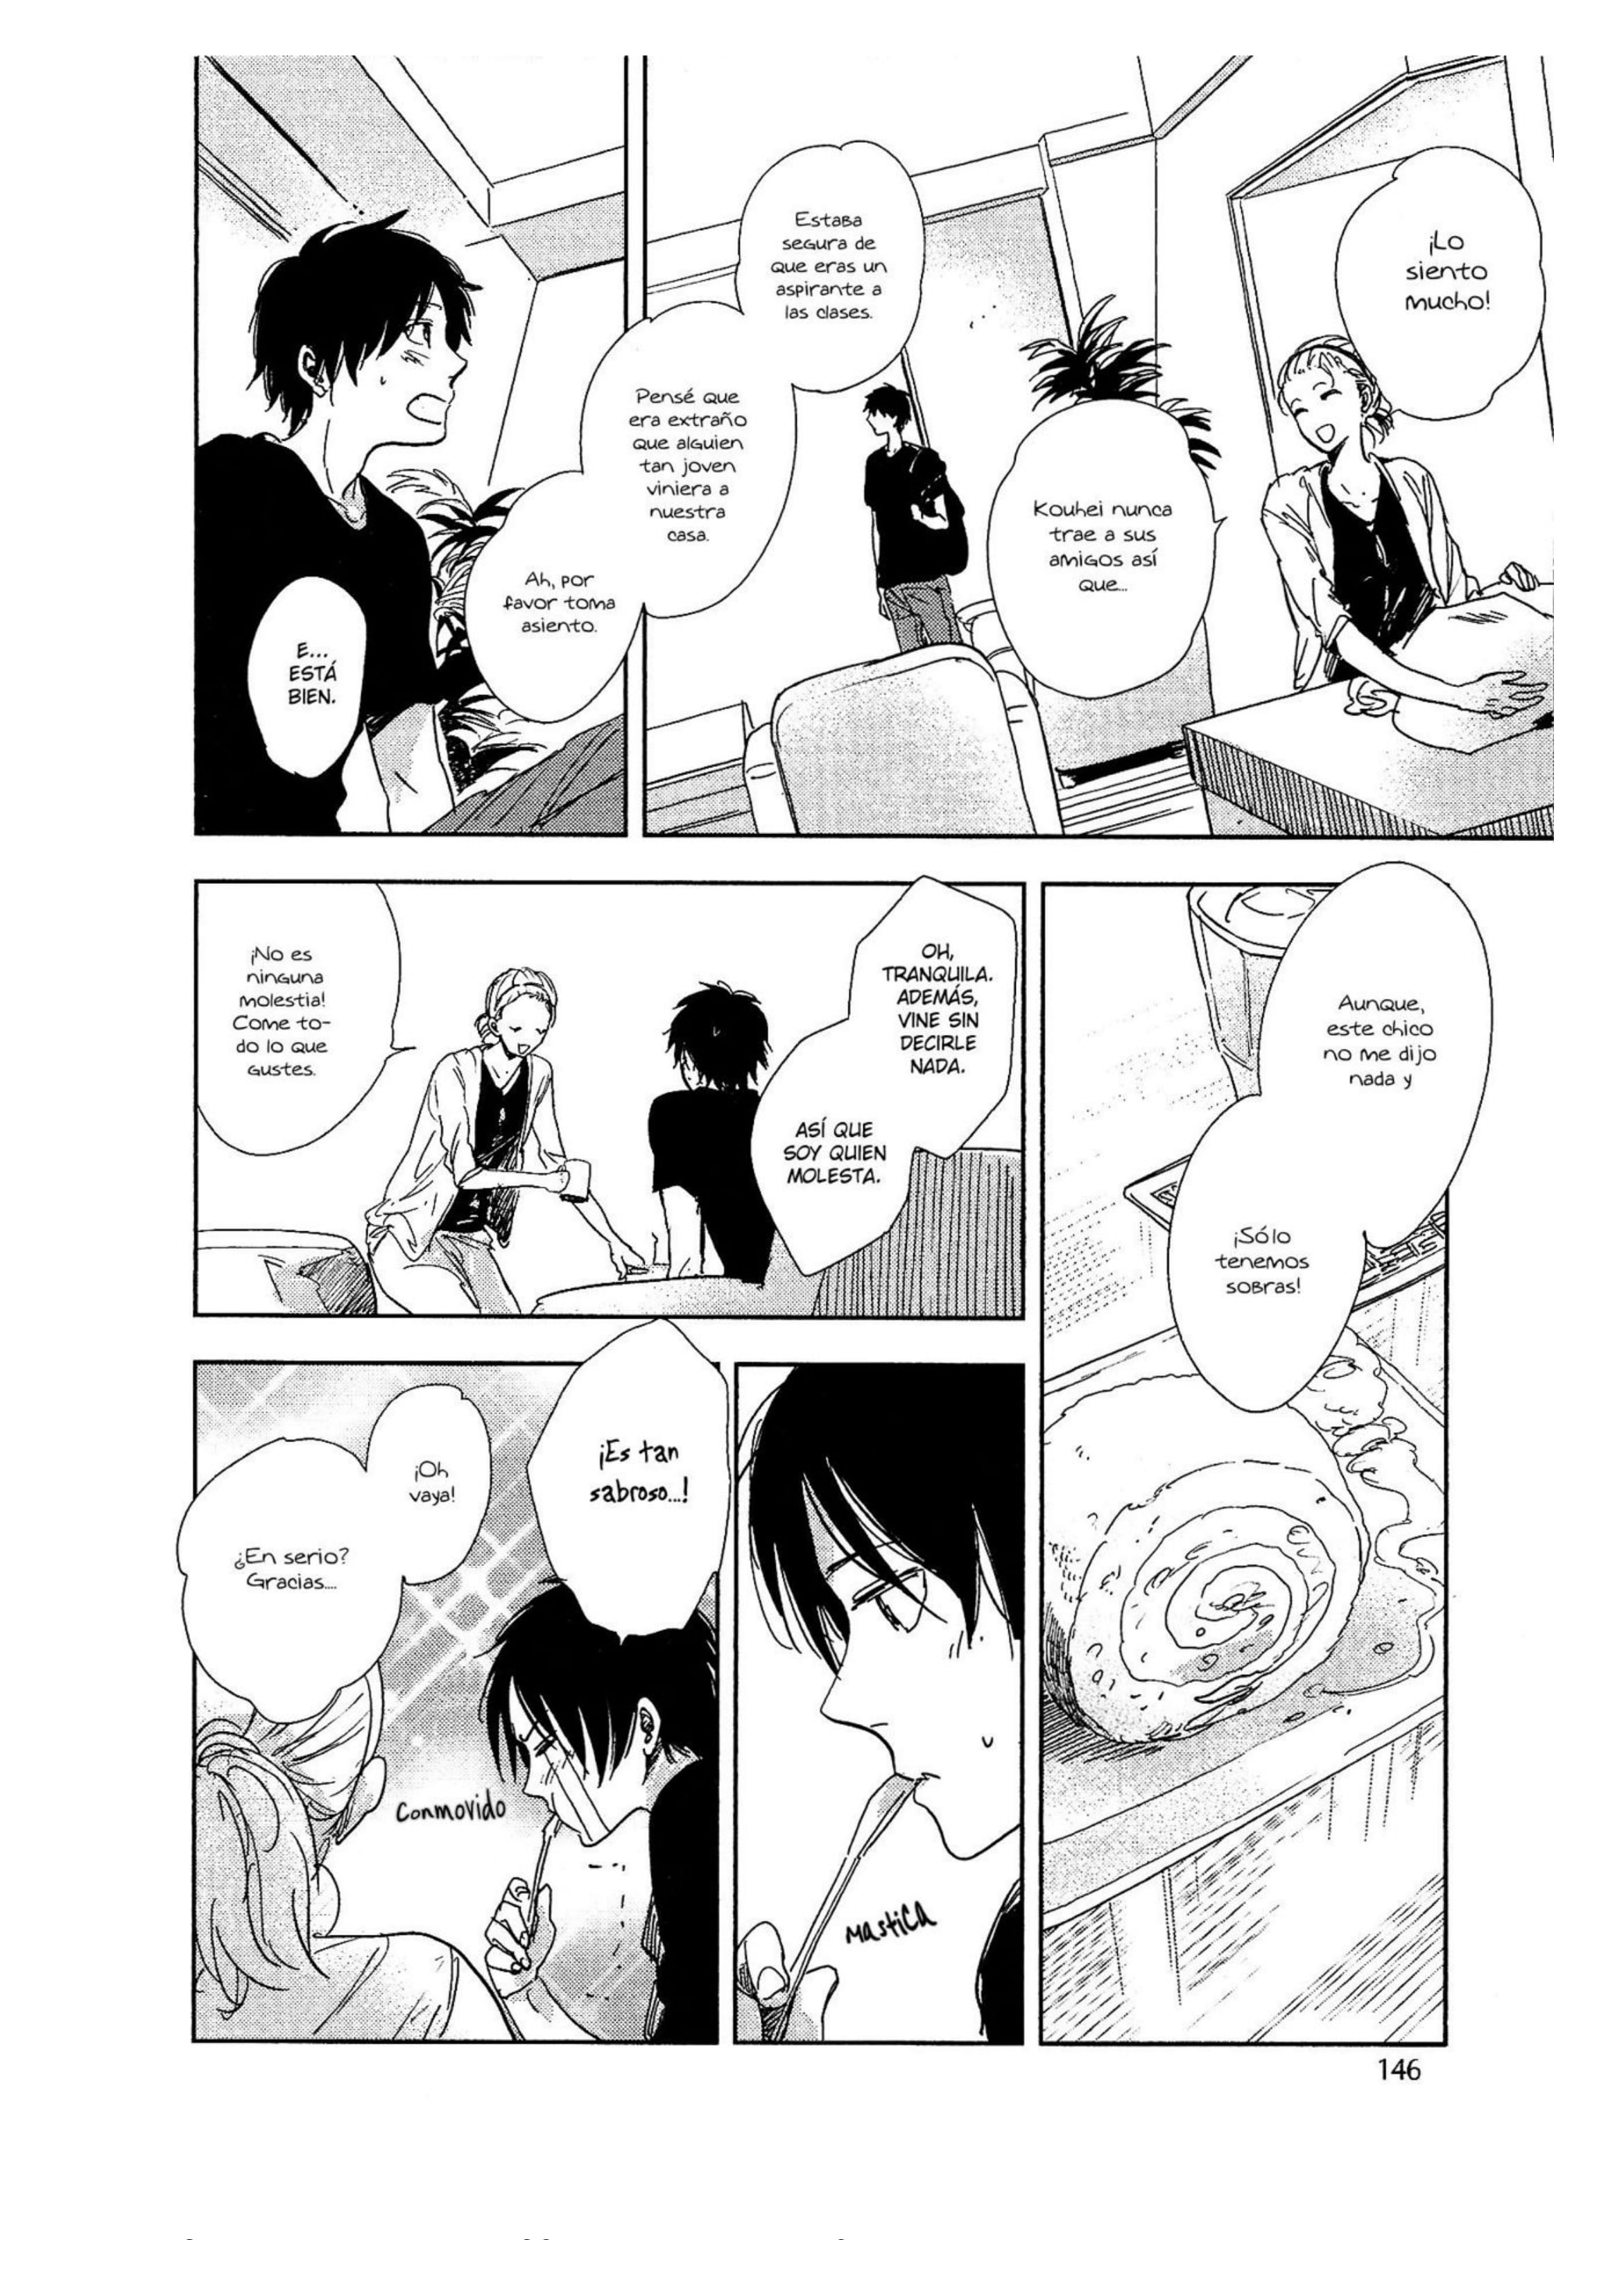 ¡Lo
siento
mucho!
Kouhei nunca
trae a sus
amigos así
que...
Estaba
segura de
que eras un
aspirante a
las clases.
Pensé que
era extraño
que alguien
tan joven
viniera a
nuestra
casa.
Ah, por
favor toma
asiento.
E...
ESTÁ
BIEN.
Aunque,
este chico
no me dijo
nada y
¡Sólo
tenemos
sobras!
OH,
TRANQUILA.
ADEMÁS,
VINE SIN
DECIRLE
NADA.
ASÍ QUE
SOY QUIEN
MOLESTA.
¡No es
ninguna
molestia!
Come to-
do lo que
gustes.
Mastica
¡Es tan
sabroso...!
¡Oh
vaya!
¿En serio?
Gracias....
Conmovido
146